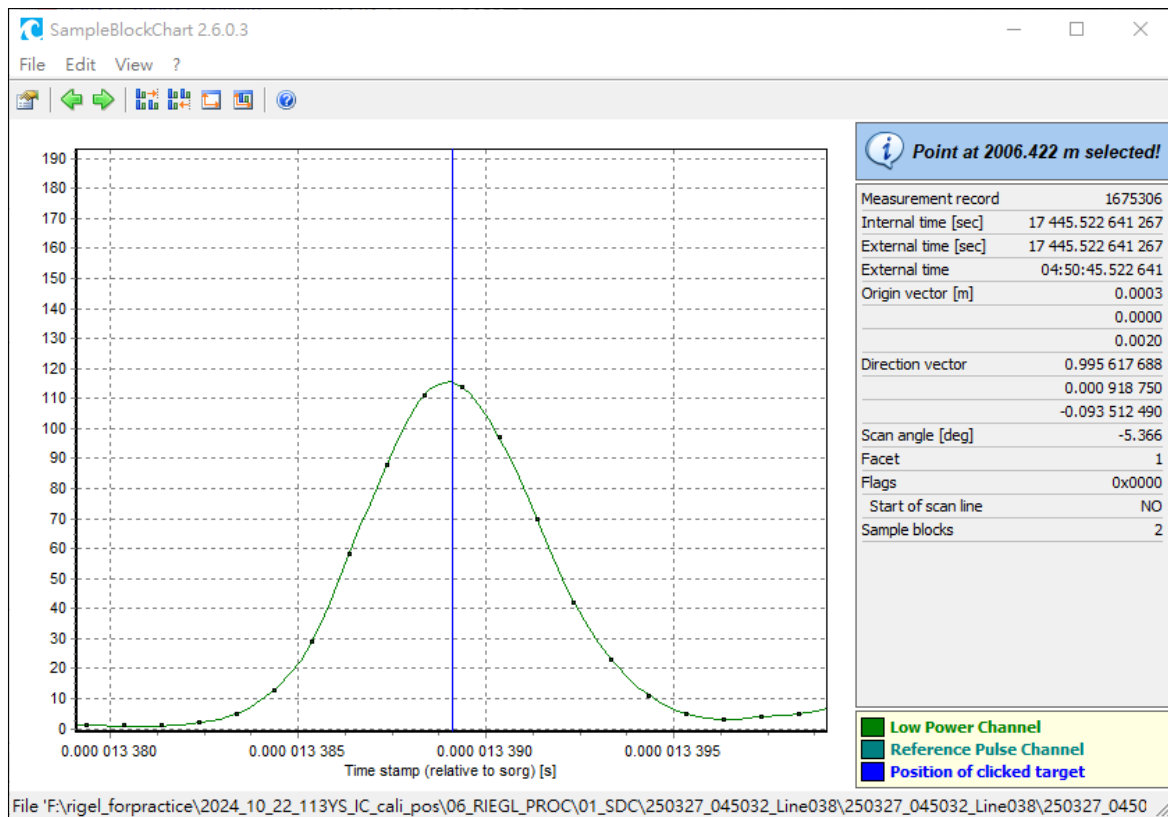 SampleBlockChart 2.6.0.3
File Edit View ?
Point at 2006.422 m selected!
190
180
170
160
150
140
130
120
110
100
90
80
70
60
50
40
30
20
10
0
0.000 013.380 0.000 013.385 0.000 013.390 0.000 013.395
Time stamp (relative to sorg) [s]
Measurement record 1675306
Internal time [sec] 17 445.522 641 267
External time [sec] 17 445.522 641 267
External time 04:50:45.522 641
Origin vector [m] 0.0003
0.0000
0.0020
Direction vector 0.995 617 688
0.000 918 750
-0.093 512 490
Scan angle [deg] -5.366
Facet 1
Flags 0x0000
Start of scan line NO
Sample blocks 2
Low Power Channel
Reference Pulse Channel
Position of clicked target
File 'F:\rigel_forpractice\2024_10_22_113YS_IC_cali_pos\06_RIEGL_PROC\01_SDC\250327_045032_Line038\250327_045032_Line038\250327_0450